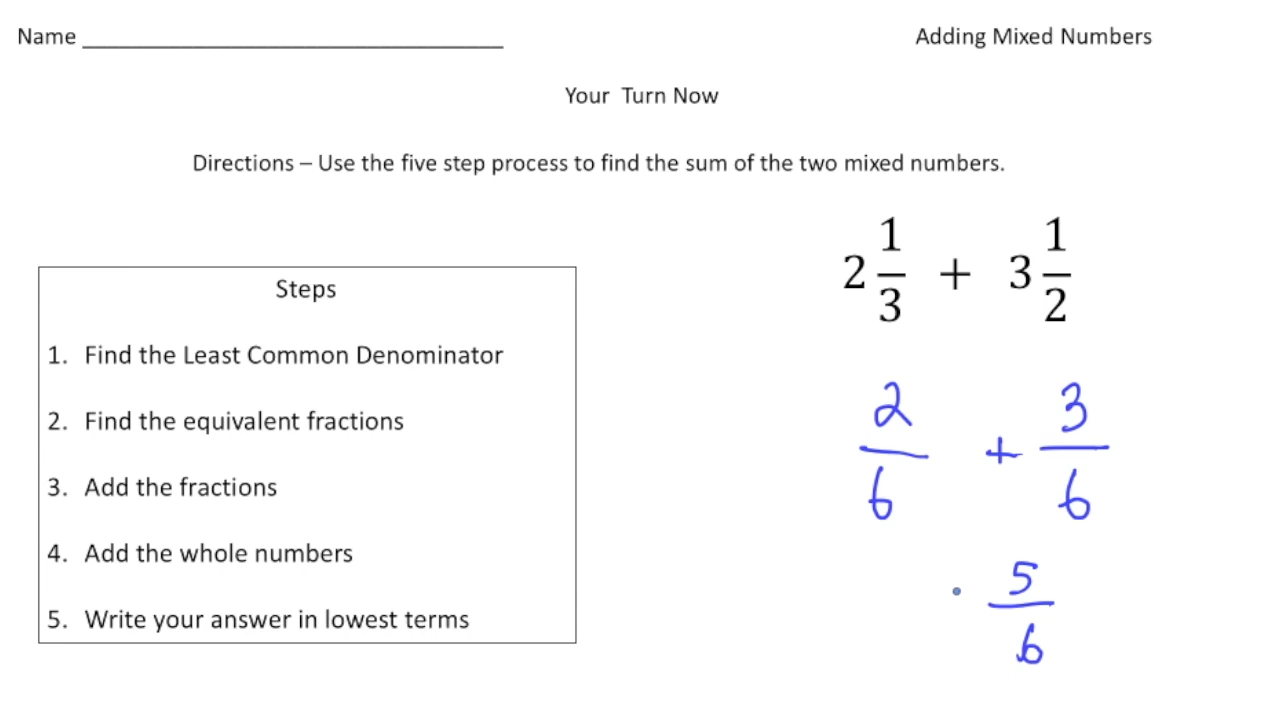 Name ______________________________ Adding Mixed Numbers
Your Turn Now
Directions – Use the five step process to find the sum of the two mixed numbers.
2 1/3 + 3 1/2
Steps
1. Find the Least Common Denominator
2. Find the equivalent fractions
3. Add the fractions
4. Add the whole numbers
5. Write your answer in lowest terms
2/6 + 3/6
5/6